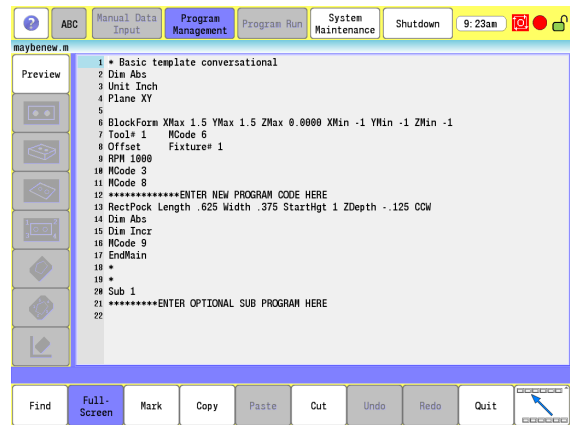 ? ABC Manual Data Input Program Management Program Run System Maintenance Shutdown 9:23am
maybenew.m
Preview
1 * Basic template conversational
2 Dim Abs
3 Unit Inch
4 Plane XY
5
6 BlockForm XMax 1.5 YMax 1.5 ZMax 0.0000 XMin -1 YMin -1 ZMin -1
7 Tool# 1 MCode 6
8 Offset Fixture# 1
9 RPM 1000
10 MCode 3
11 MCode 8
12 *************ENTER NEW PROGRAM CODE HERE
13 RectPock Length .625 Width .375 StartHgt 1 ZDepth -.125 CCW
14 Dim Abs
15 Dim Incr
16 MCode 9
17 EndMain
18 *
19 *
20 Sub 1
21 *********ENTER OPTIONAL SUB PROGRAM HERE
22
Find Full-Screen Mark Copy Paste Cut Undo Redo Quit